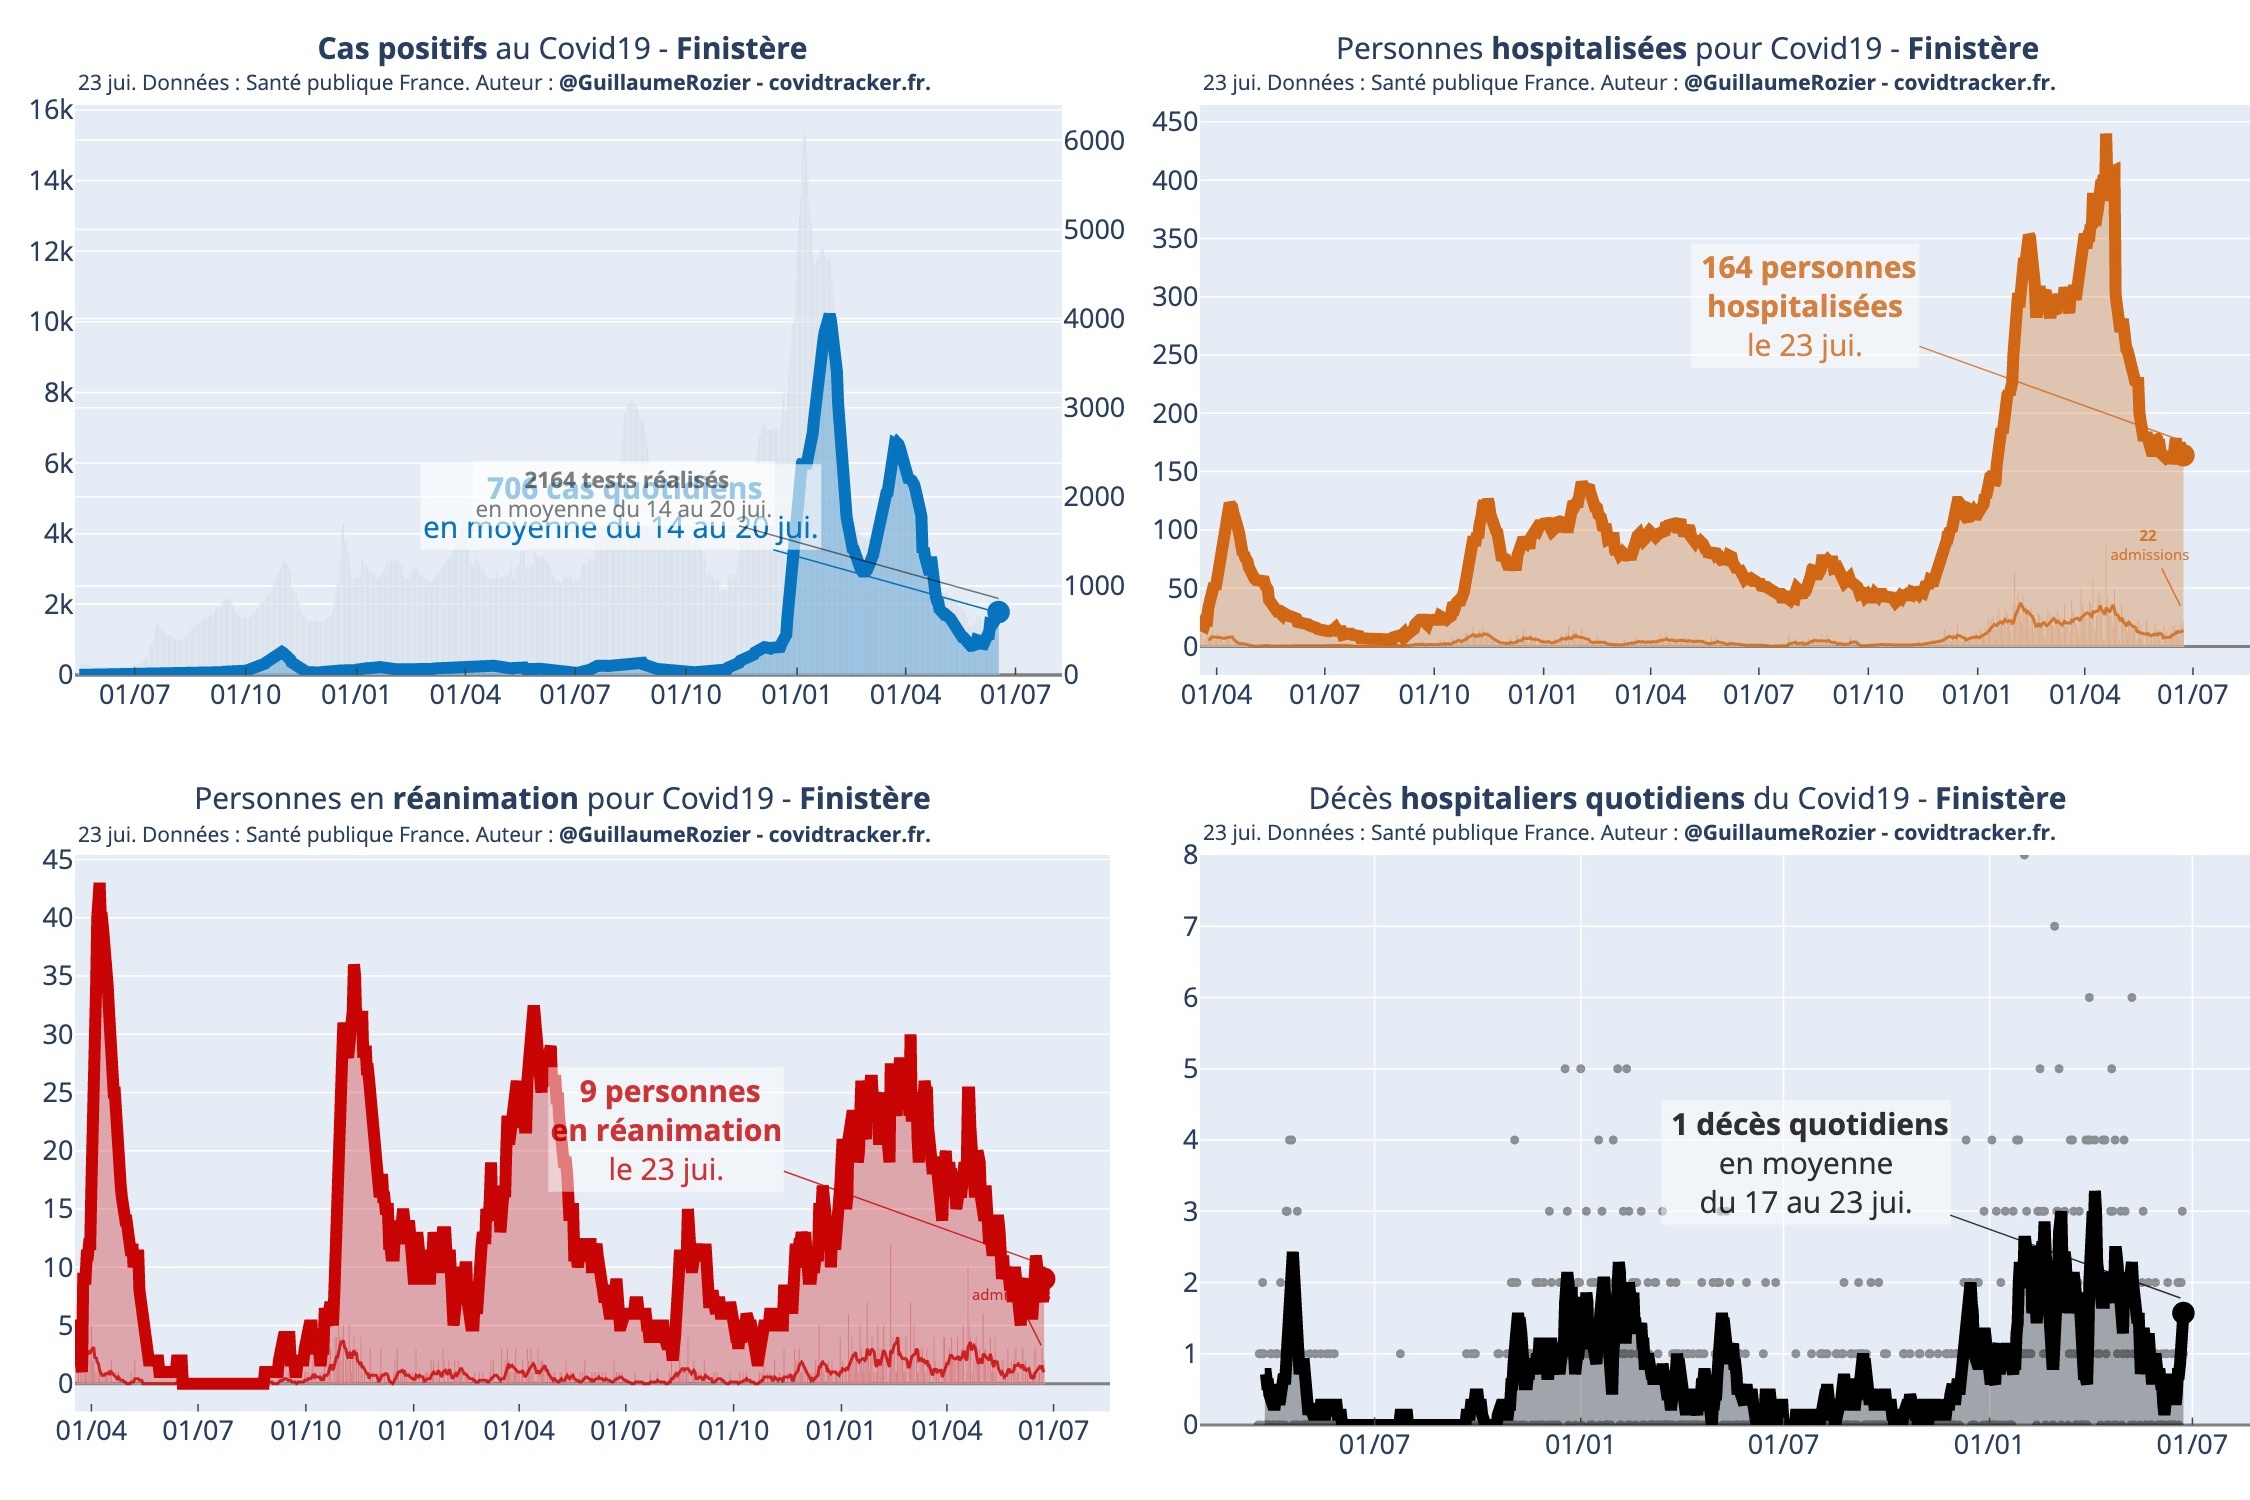 Cas positifs au Covid19 - Finistère
23 jui. Données : Santé publique France. Auteur : @GuillaumeRozier - covidtracker.fr.
16k
14k
12k
10k
8k
6k
4k
2k
0
6000
5000
4000
3000
2000
1000
0
2164 tests réalisés
706 cas quotidiens
en moyenne du 14 au 20 jui.
en moyenne du 14 au 20 jui.
01/07 01/10 01/01 01/04 01/07 01/10 01/01 01/04 01/07
Personnes hospitalisées pour Covid19 - Finistère
23 jui. Données : Santé publique France. Auteur : @GuillaumeRozier - covidtracker.fr.
450
400
350
300
250
200
150
100
50
0
164 personnes
hospitalisées
le 23 jui.
22
admissions
01/04 01/07 01/10 01/01 01/04 01/07 01/10 01/01 01/04 01/07
Personnes en réanimation pour Covid19 - Finistère
23 jui. Données : Santé publique France. Auteur : @GuillaumeRozier - covidtracker.fr.
45
40
35
30
25
20
15
10
5
0
9 personnes
en réanimation
le 23 jui.
01/04 01/07 01/10 01/01 01/04 01/07 01/10 01/01 01/04 01/07
Décès hospitaliers quotidiens du Covid19 - Finistère
23 jui. Données : Santé publique France. Auteur : @GuillaumeRozier - covidtracker.fr.
8
7
6
5
4
3
2
1
0
1 décès quotidiens
en moyenne
du 17 au 23 jui.
01/07 01/01 01/07 01/01 01/07